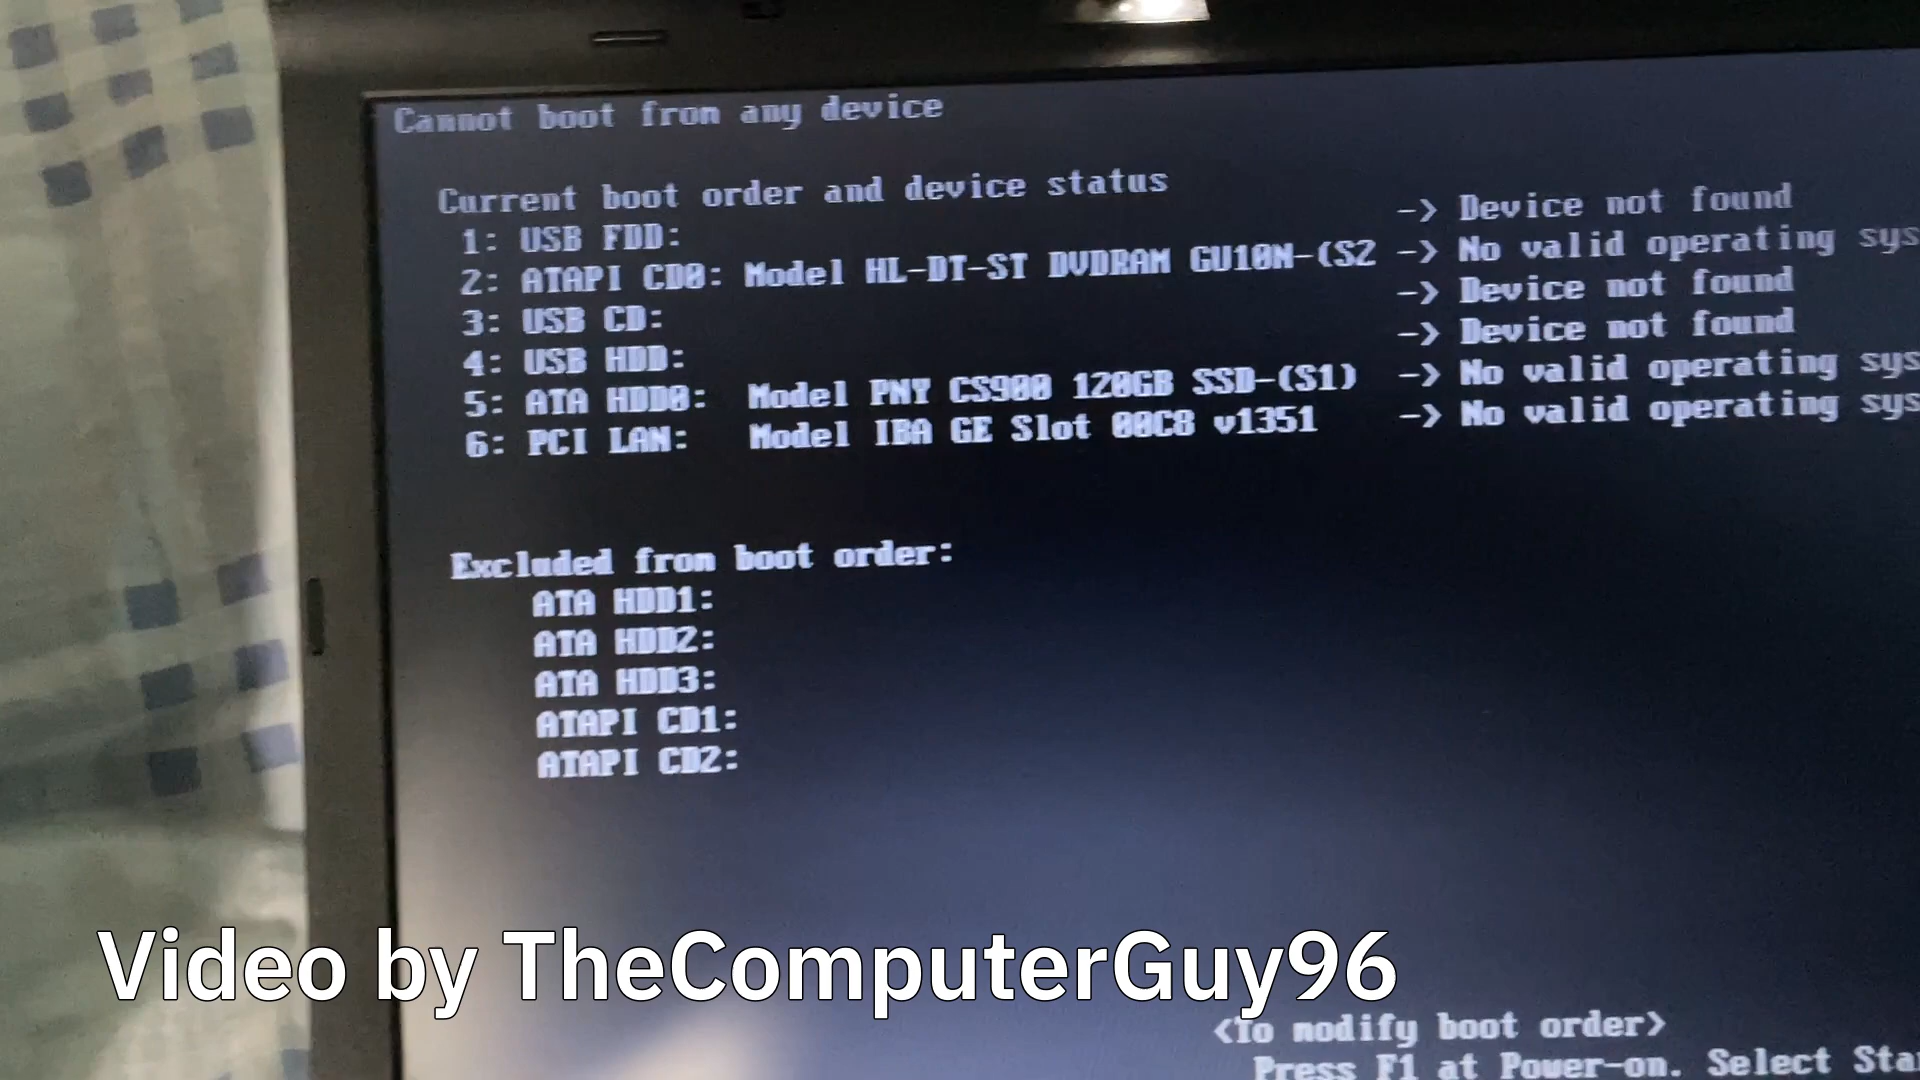 Cannot boot from any device
Current boot order and device status
1: USB FDD: -> Device not found
2: ATAPI CD0: Model HL-DT-ST DVDRAM GU10N-(S2 -> No valid operating sys
3: USB CD: -> Device not found
4: USB HDD: -> Device not found
5: ATA HDD0: Model PNY CS900 120GB SSD-(S1) -> No valid operating sys
6: PCI LAN: Model IBA GE Slot 00C8 v1351 -> No valid operating sys
Excluded from boot order:
ATA HDD1:
ATA HDD2:
ATA HDD3:
ATAPI CD1:
ATAPI CD2:
Video by TheComputerGuy96
<To modify boot order>
Press F1 at Power-on. Select Sta